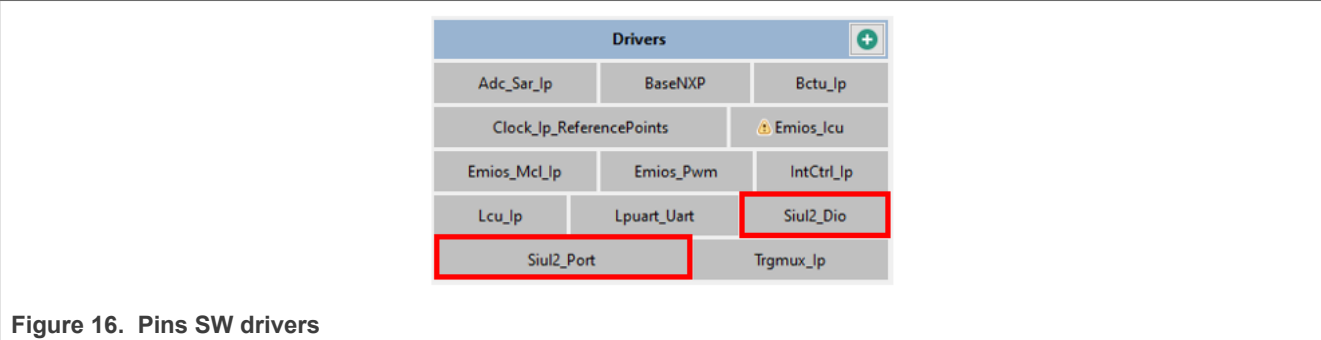 Drivers
Adc_Sar_Ip BaseNXP Bctu_Ip
Clock_Ip_ReferencePoints Emios_Icu
Emios_Mcl_Ip Emios_Pwm IntCtrl_Ip
Lcu_Ip Lpuart_Uart Siul2_Dio
Siul2_Port Trgmux_Ip
Figure 16. Pins SW drivers